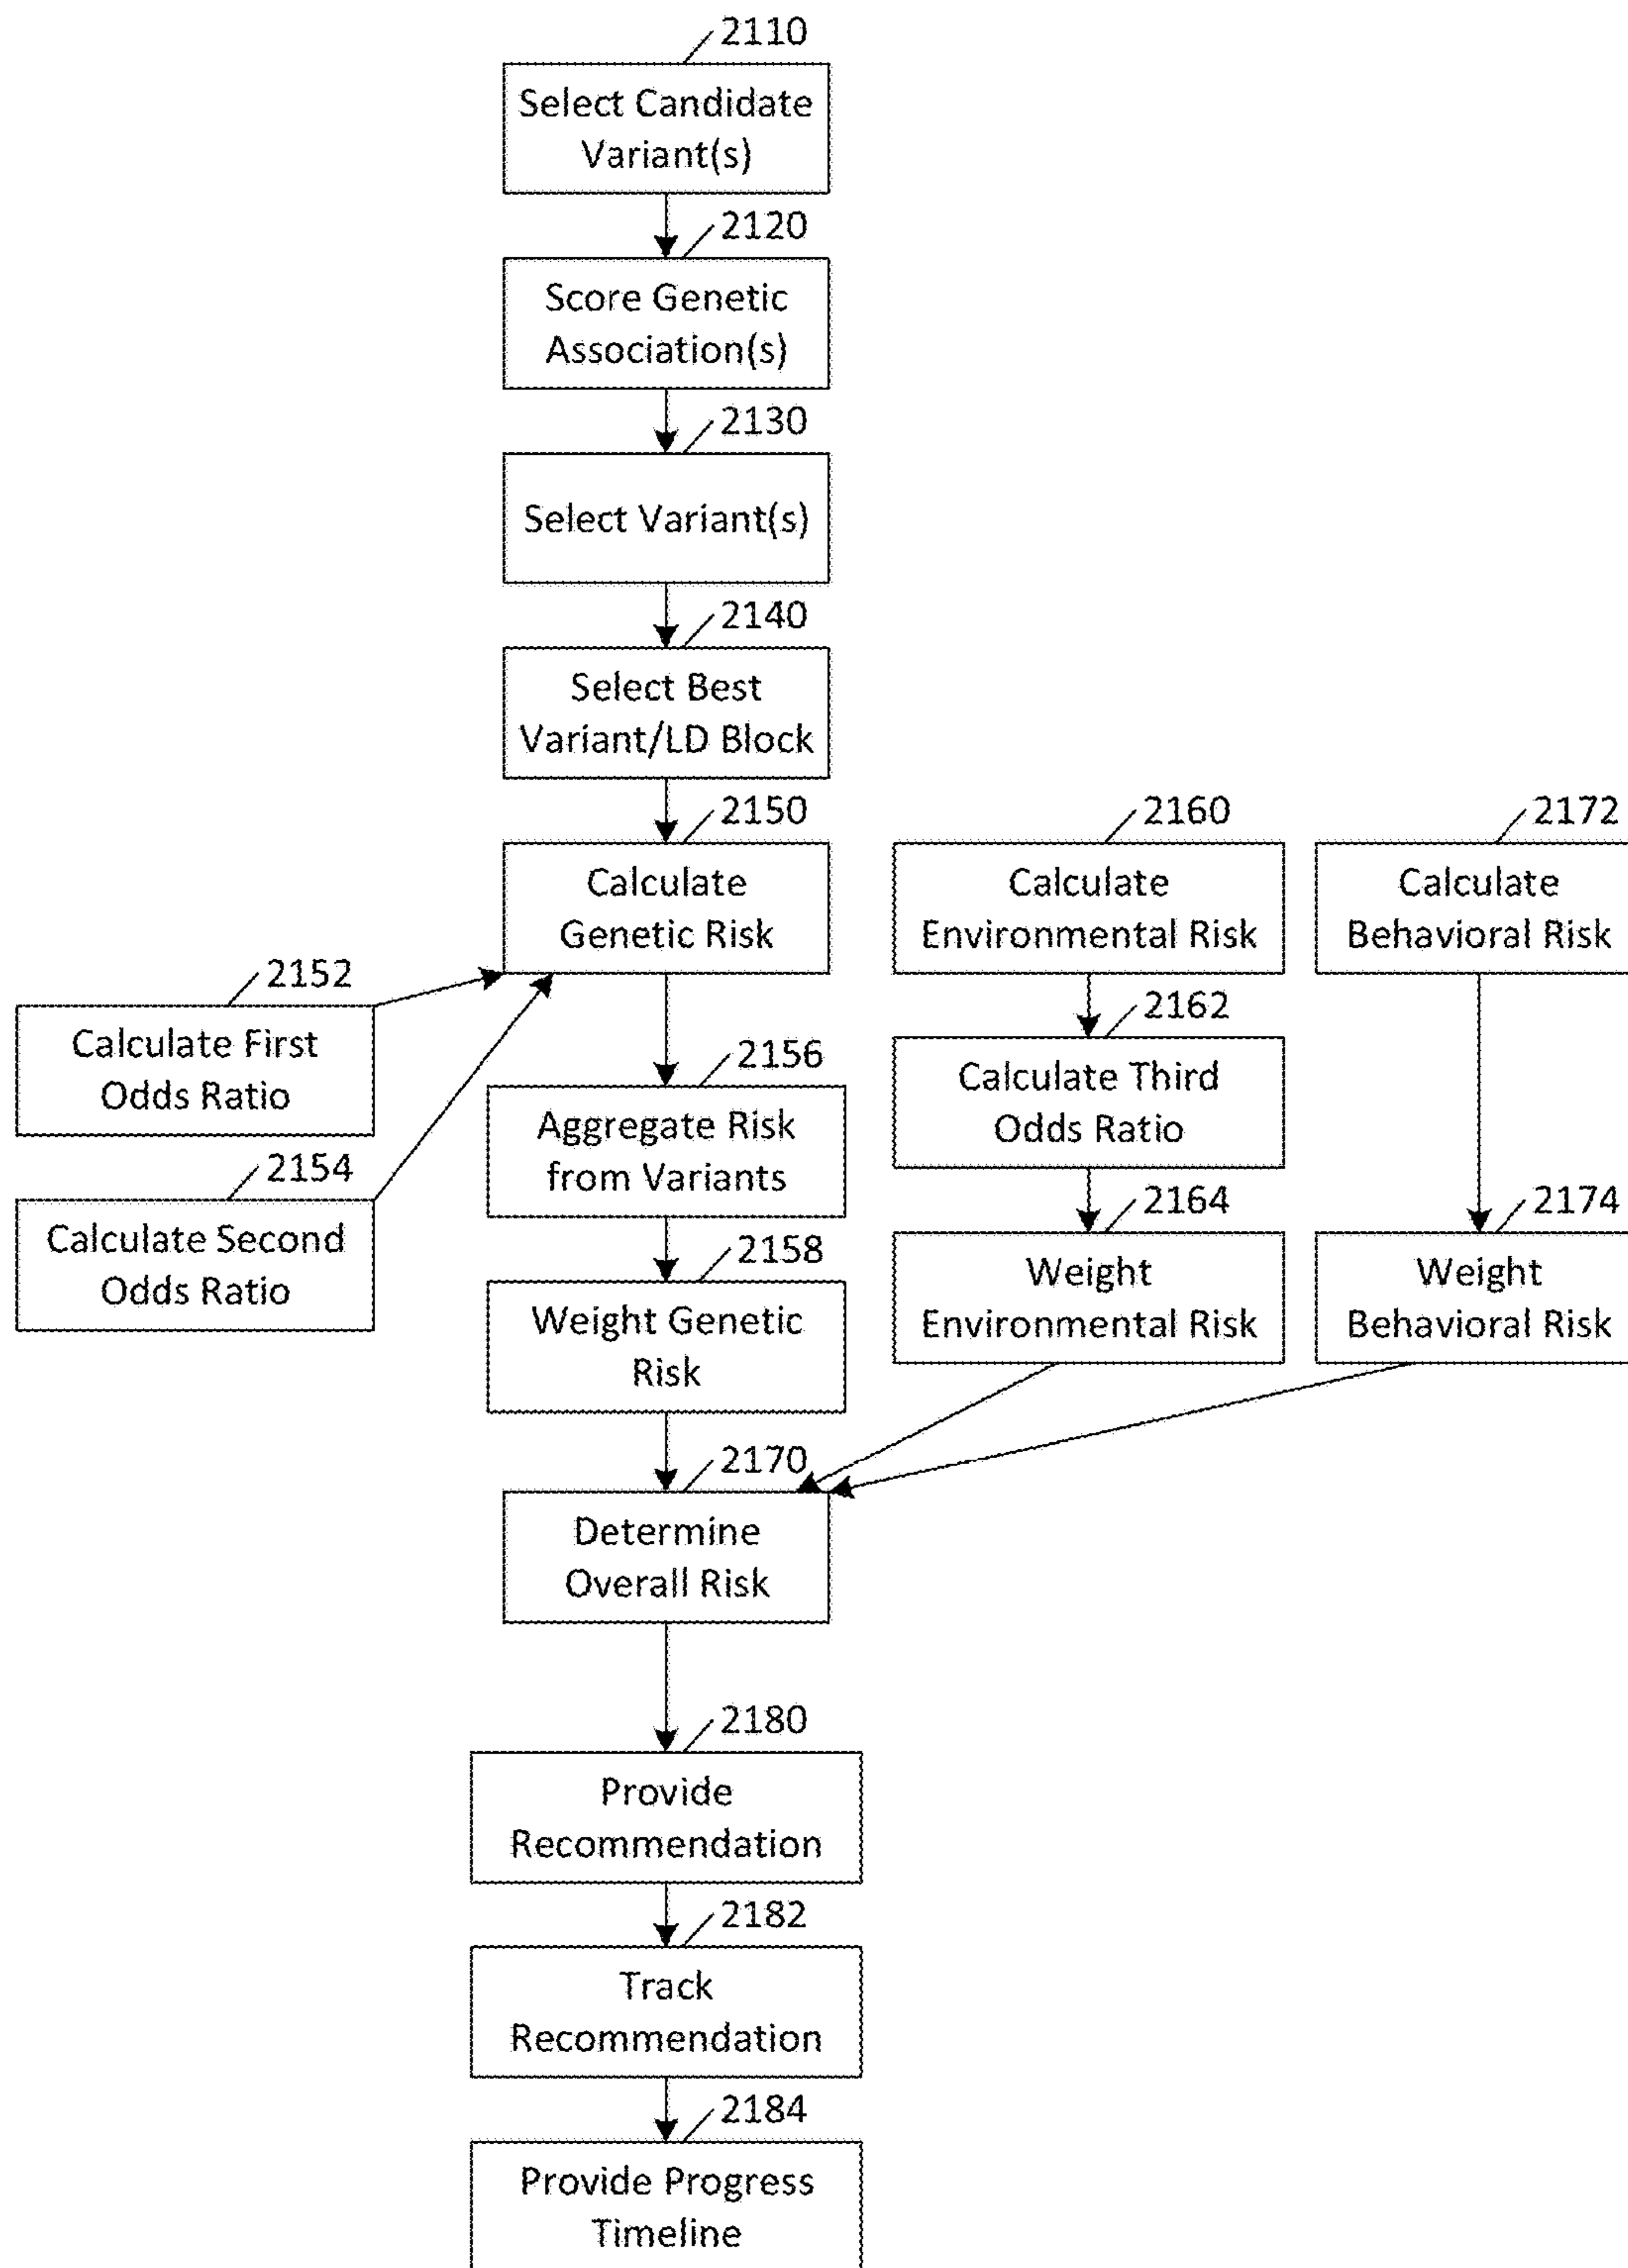 2110
Select Candidate
Variant(s)
2120
Score Genetic
Association(s)
2130
Select Variant(s)
2140
Select Best
Variant/LD Block
2150
Calculate
Genetic Risk
2160
Calculate
Environmental Risk
2172
Calculate
Behavioral Risk
2152
Calculate First
Odds Ratio
2154
Calculate Second
Odds Ratio
2156
Aggregate Risk
from Variants
2158
Weight Genetic
Risk
2162
Calculate Third
Odds Ratio
2164
Weight
Environmental Risk
2174
Weight
Behavioral Risk
2170
Determine
Overall Risk
2180
Provide
Recommendation
2182
Track
Recommendation
2184
Provide Progress
Timeline